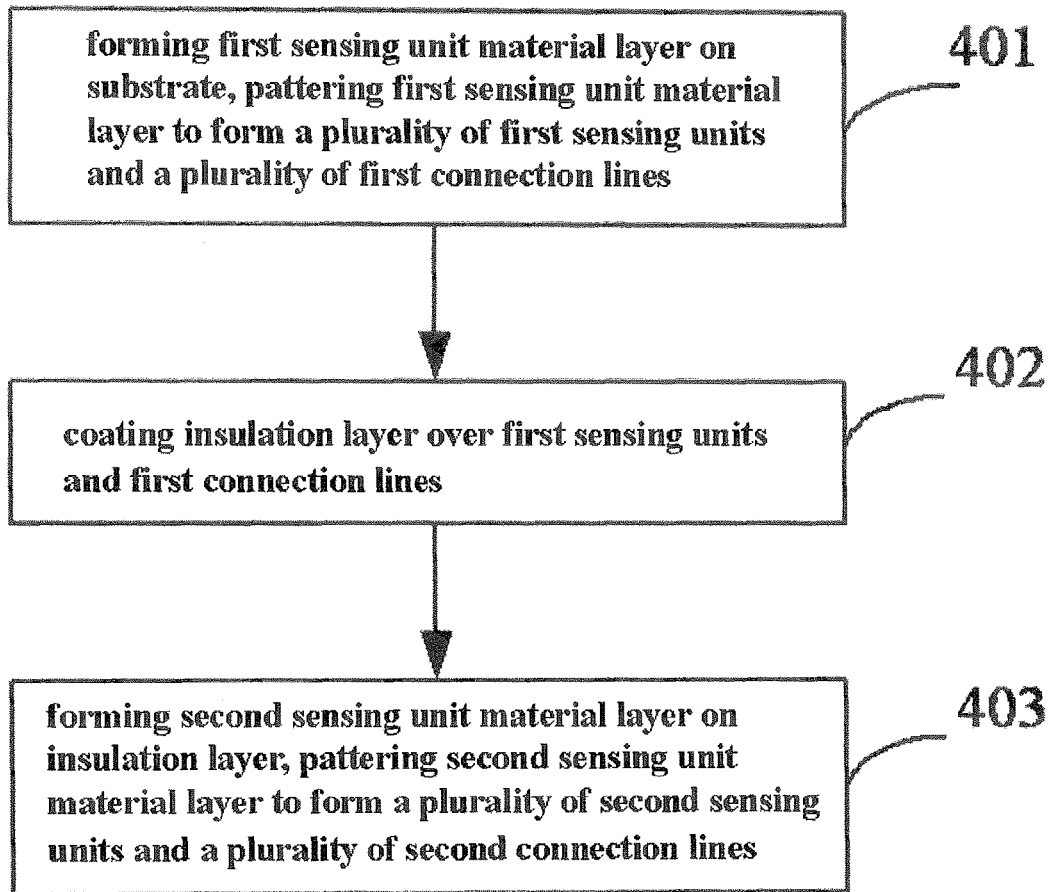 forming first sensing unit material layer on
substrate, pattering first sensing unit material
layer to form a plurality of first sensing units
and a plurality of first connection lines
401
coating insulation layer over first sensing units
and first connection lines
402
forming second sensing unit material layer on
insulation layer, pattering second sensing unit
material layer to form a plurality of second sensing
units and a plurality of second connection lines
403